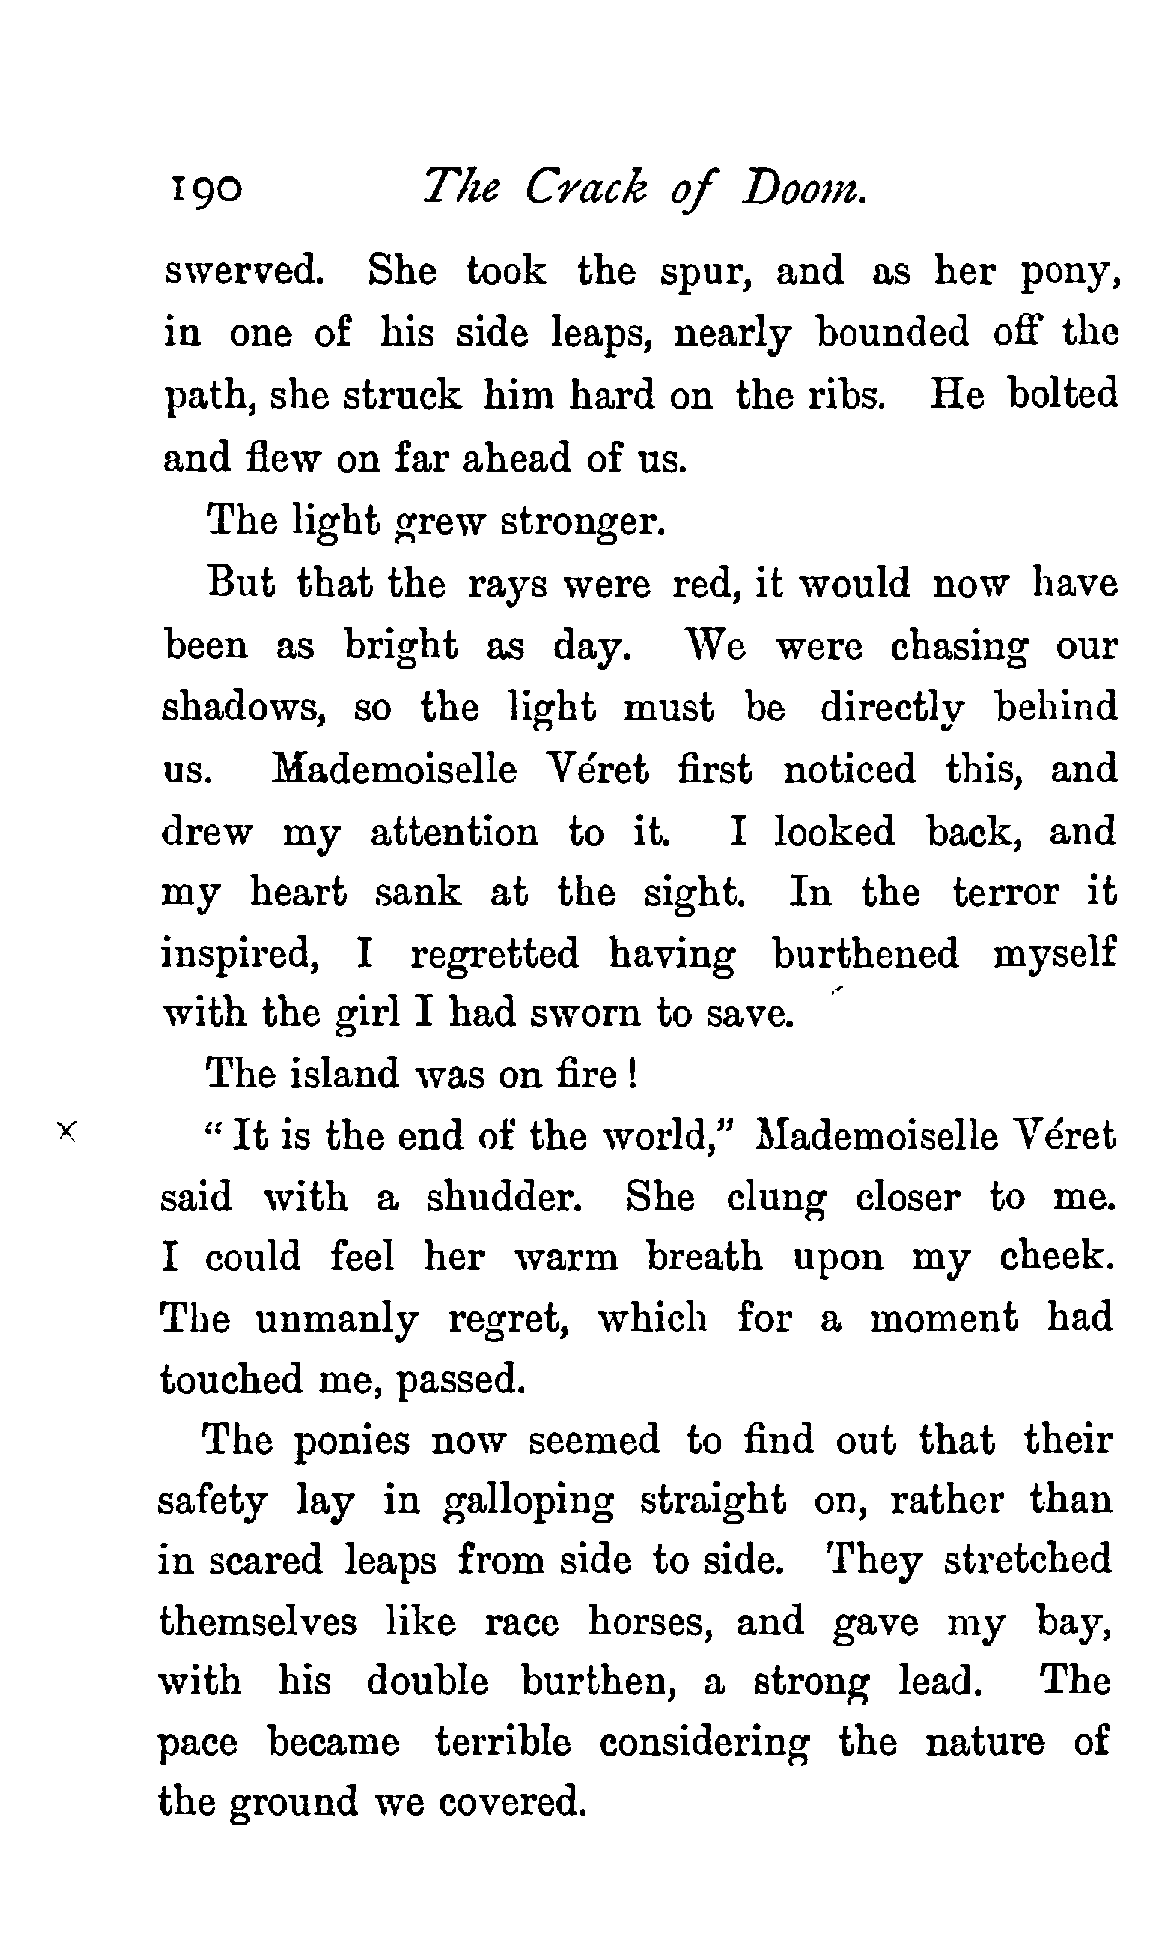 190 The Crack of Doom.
swerved. She took the spur, and as her pony,
in one of his side leaps, nearly bounded off the
path, she struck him hard on the ribs. He bolted
and flew on far ahead of us.
The light grew stronger.
But that the rays were red, it would now have
been as bright as day. We were chasing our
shadows, so the light must be directly behind
us. Mademoiselle Véret first noticed this, and
drew my attention to it. I looked back, and
my heart sank at the sight. In the terror it
inspired, I regretted having burthened myself
with the girl I had sworn to save.
The island was on fire !
x “ It is the end of the world,” Mademoiselle Véret
said with a shudder. She clung closer to me.
I could feel her warm breath upon my cheek.
The unmanly regret, which for a moment had
touched me, passed.
The ponies now seemed to find out that their
safety lay in galloping straight on, rather than
in scared leaps from side to side. They stretched
themselves like race horses, and gave my bay,
with his double burthen, a strong lead. The
pace became terrible considering the nature of
the ground we covered.